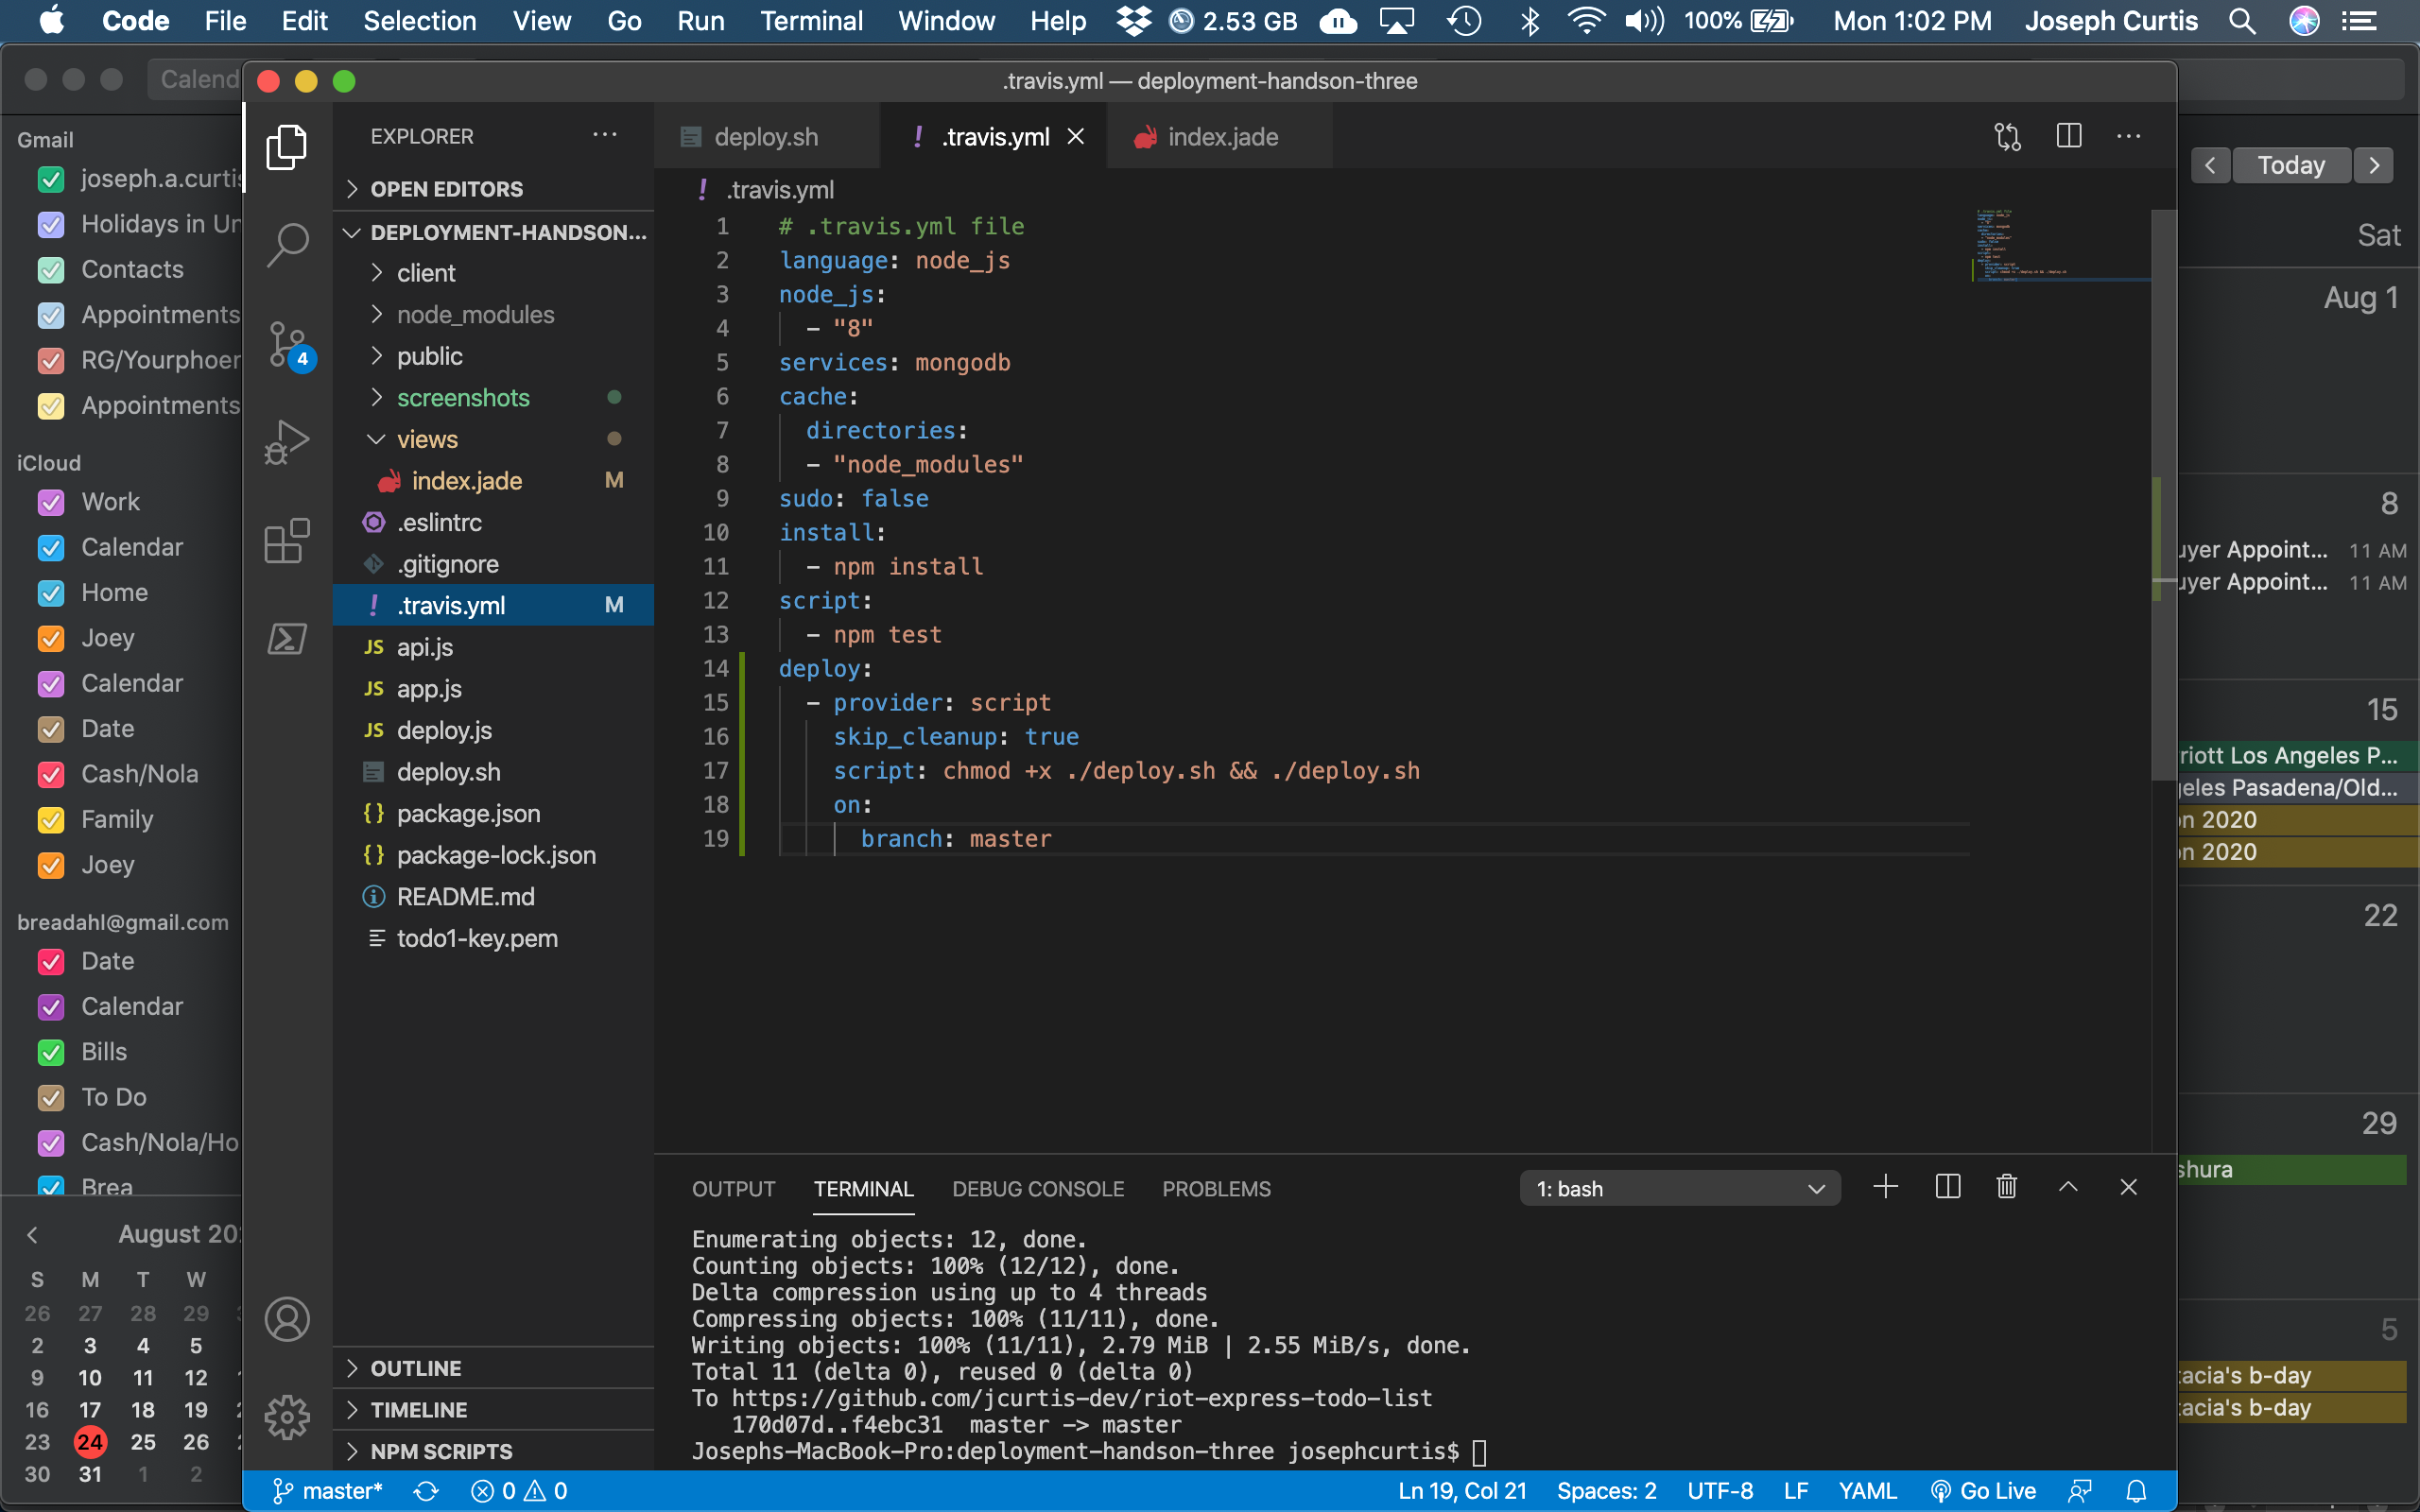 Code File Edit Selection View Go Run Terminal Window Help 2.53 GB 100% Mon 1:02 PM Joseph Curtis
.travis.yml — deployment-handson-three
Gmail
joseph.a.curtis
Holidays in Un
Contacts
Appointments
RG/Yourphoen
Appointments
iCloud
Work
Calendar
Home
Joey
Calendar
Date
Cash/Nola
Family
Joey
breadahl@gmail.com
Date
Calendar
Bills
To Do
Cash/Nola/Ho
Brea
August 20
S M T W
26 27 28 29
2 3 4 5
9 10 11 12
16 17 18 19
23 24 25 26
30 31 1 2
EXPLORER
OPEN EDITORS
DEPLOYMENT-HANDSON...
client
node_modules
public
screenshots
views
index.jade M
.eslintrc
.gitignore
.travis.yml M
api.js
app.js
deploy.js
deploy.sh
package.json
package-lock.json
README.md
todo1-key.pem
OUTLINE
TIMELINE
NPM SCRIPTS
4
deploy.sh .travis.yml index.jade
.travis.yml
1 # .travis.yml file
2 language: node_js
3 node_js:
4 - "8"
5 services: mongodb
6 cache:
7 directories:
8 - "node_modules"
9 sudo: false
10 install:
11 - npm install
12 script:
13 - npm test
14 deploy:
15 - provider: script
16 skip_cleanup: true
17 script: chmod +x ./deploy.sh && ./deploy.sh
18 on:
19 branch: master
OUTPUT TERMINAL DEBUG CONSOLE PROBLEMS 1: bash
Enumerating objects: 12, done.
Counting objects: 100% (12/12), done.
Delta compression using up to 4 threads
Compressing objects: 100% (11/11), done.
Writing objects: 100% (11/11), 2.79 MiB | 2.55 MiB/s, done.
Total 11 (delta 0), reused 0 (delta 0)
To https://github.com/jcurtis-dev/riot-express-todo-list
170d07d..f4ebc31 master -> master
Josephs-MacBook-Pro:deployment-handson-three josephcurtis$
master* 0 0 Ln 19, Col 21 Spaces: 2 UTF-8 LF YAML Go Live
Calend
Today
Sat
Aug 1
8
uyer Appoint... 11 AM
uyer Appoint... 11 AM
15
riott Los Angeles P...
geles Pasadena/Old...
on 2020
on 2020
22
29
shura
5
tacia's b-day
tacia's b-day